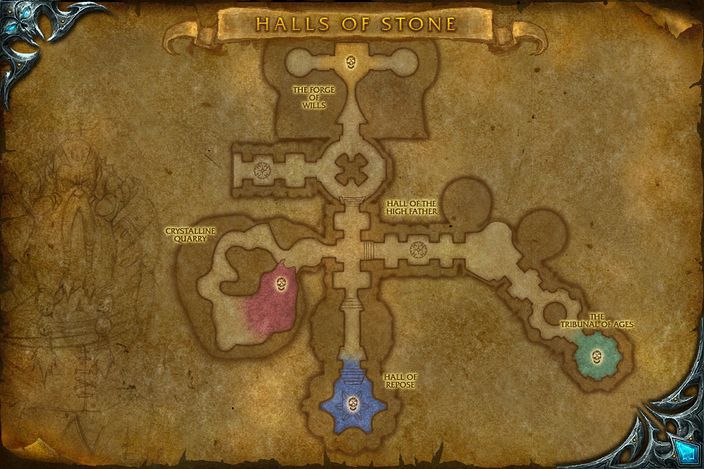 HALLS OF STONE
THE FORGE
OF
WILLS
HALL OF THE
HIGH FATHER
CRYSTALLINE
QUARRY
THE
TRIBUNAL OF AGES
HALL OF
REPOSE